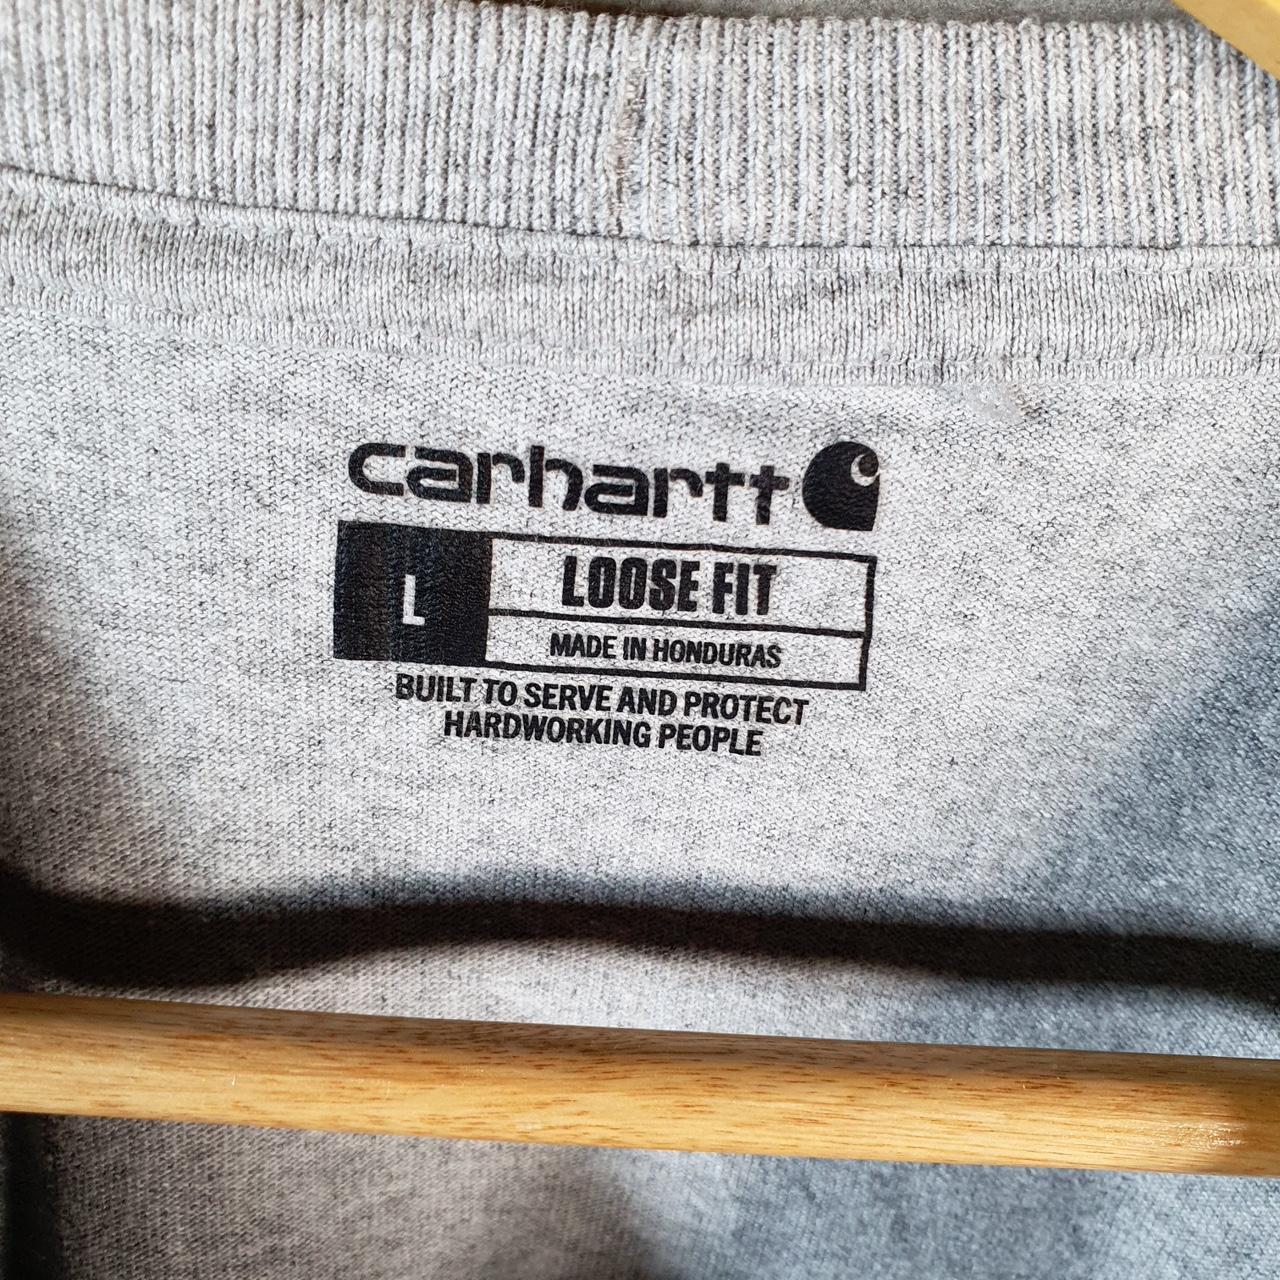 carhartt
L
LOOSE FIT
MADE IN HONDURAS
BUILT TO SERVE AND PROTECT
HARDWORKING PEOPLE